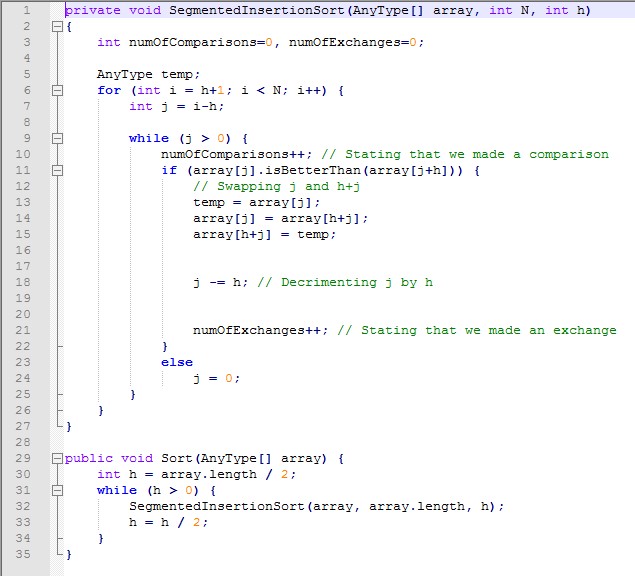 1 private void SegmentedInsertionSort(AnyType[] array, int N, int h)
2 {
3 int numOfComparisons=0, numOfExchanges=0;
4
5 AnyType temp;
6 for (int i = h+1; i < N; i++) {
7 int j = i-h;
8
9 while (j > 0) {
10 numOfComparisons++; // Stating that we made a comparison
11 if (array[j].isBetterThan(array[j+h])) {
12 // Swapping j and h+j
13 temp = array[j];
14 array[j] = array[h+j];
15 array[h+j] = temp;
16
17
18 j -= h; // Decrimenting j by h
19
20
21 numOfExchanges++; // Stating that we made an exchange
22 }
23 else
24 j = 0;
25 }
26 }
27 }
28
29 public void Sort(AnyType[] array) {
30 int h = array.length / 2;
31 while (h > 0) {
32 SegmentedInsertionSort(array, array.length, h);
33 h = h / 2;
34 }
35 }